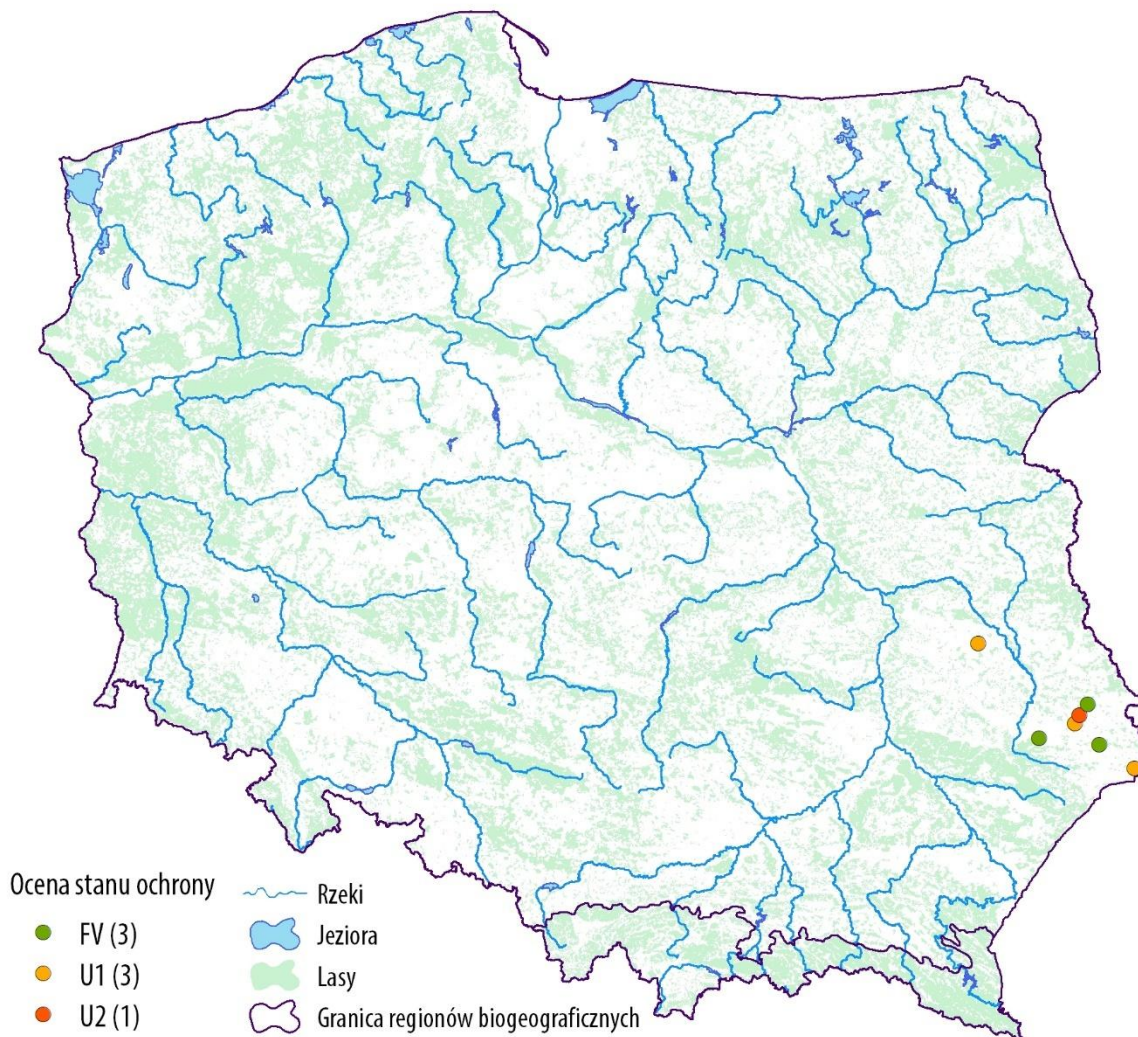 Ocena stanu ochrony
FV (3)
U1 (3)
U2 (1)
Rzeki
Jeziora
Lasy
Granica regionów biogeograficznych